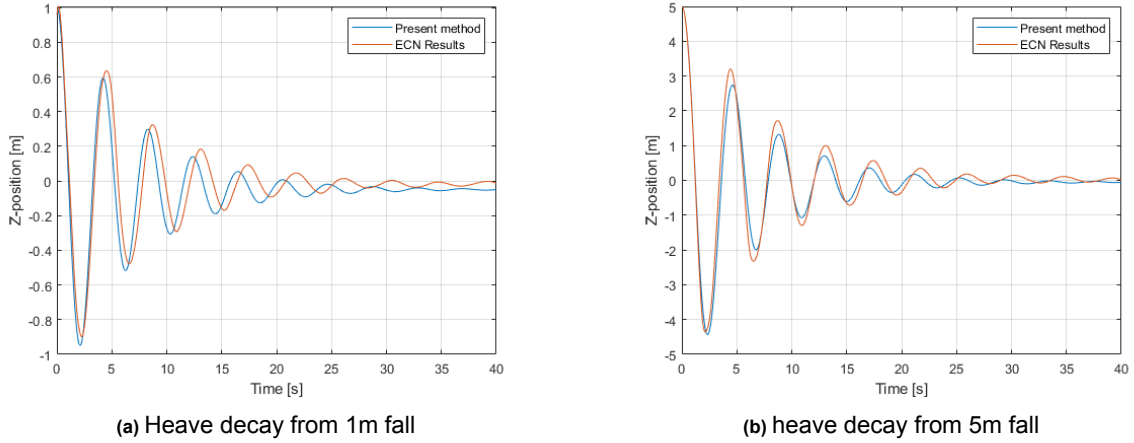 1
0.8
0.6
0.4
0.2
0
-0.2
-0.4
-0.6
-0.8
-1
Z-position [m]
Present method
ECN Results
0 5 10 15 20 25 30 35 40
Time [s]
(a) Heave decay from 1m fall
5
4
3
2
1
0
-1
-2
-3
-4
-5
Z-position [m]
Present method
ECN Results
0 5 10 15 20 25 30 35 40
Time [s]
(b) heave decay from 5m fall